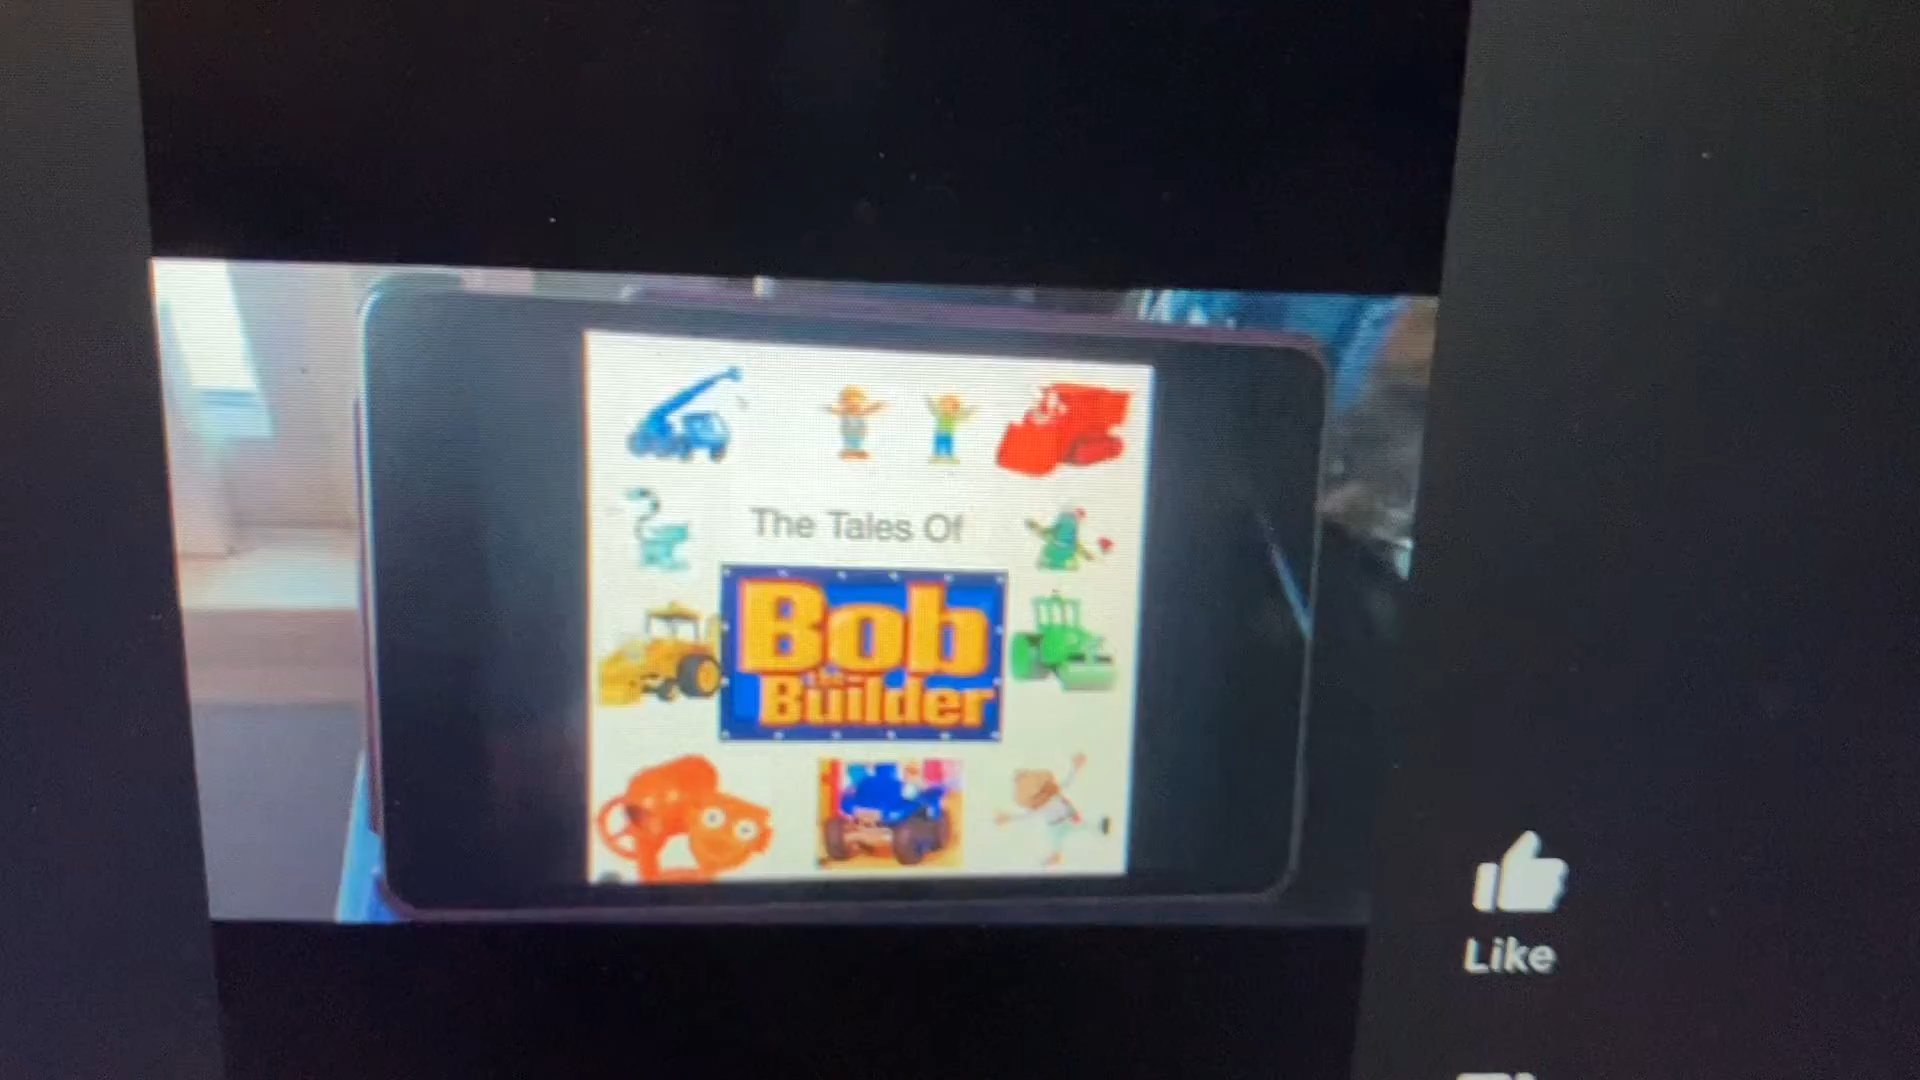 The Tales Of
Bob
the
Builder
Like